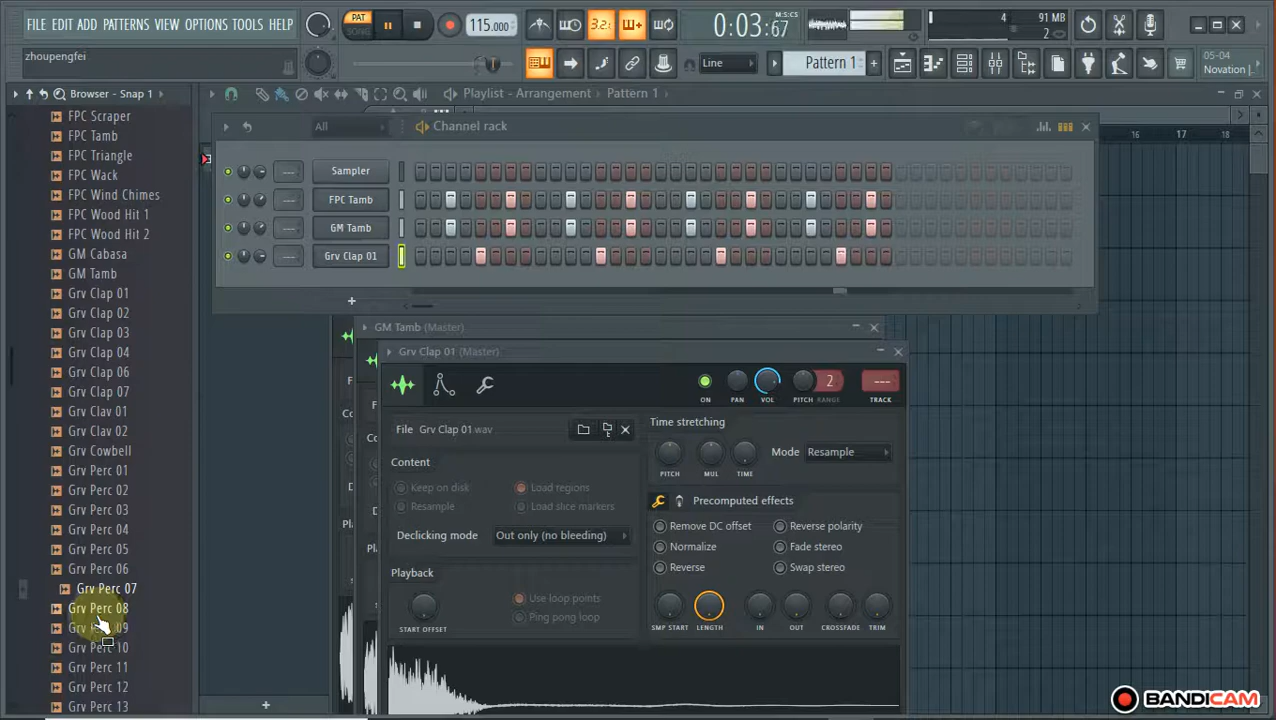 FILE EDIT ADD PATTERNS VIEW OPTIONS TOOLS HELP
PAT
SONG
115.000
3.2:
0:03:67
M:S:CS
4
91 MB
2
zhoupengfei
Line
Pattern 1
05-04
Novation
Browser - Snap 1
Playlist - Arrangement
Pattern 1
16
17
18
All
Channel rack
Sampler
FPC Tamb
GM Tamb
Grv Clap 01
FPC Scraper
FPC Tamb
FPC Triangle
FPC Wack
FPC Wind Chimes
FPC Wood Hit 1
FPC Wood Hit 2
GM Cabasa
GM Tamb
Grv Clap 01
Grv Clap 02
Grv Clap 03
Grv Clap 04
Grv Clap 06
Grv Clap 07
Grv Clav 01
Grv Clav 02
Grv Cowbell
Grv Perc 01
Grv Perc 02
Grv Perc 03
Grv Perc 04
Grv Perc 05
Grv Perc 06
Grv Perc 07
Grv Perc 08
Grv Perc 09
Grv Perc 10
Grv Perc 11
Grv Perc 12
Grv Perc 13
GM Tamb (Master)
Grv Clap 01 (Master)
ON
PAN
VOL
PITCH
RANGE
2
TRACK
File Grv Clap 01.wav
Content
Keep on disk
Load regions
Resample
Load slice markers
Declicking mode
Out only (no bleeding)
Playback
START OFFSET
Use loop points
Ping pong loop
Time stretching
PITCH
MUL
TIME
Mode
Resample
Precomputed effects
Remove DC offset
Reverse polarity
Normalize
Fade stereo
Reverse
Swap stereo
SMP START
LENGTH
IN
OUT
CROSSFADE
TRIM
BANDICAM